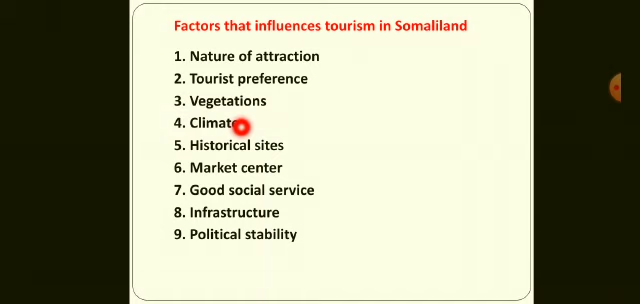 Factors that influences tourism in Somaliland
1. Nature of attraction
2. Tourist preference
3. Vegetations
4. Climate
5. Historical sites
6. Market center
7. Good social service
8. Infrastructure
9. Political stability